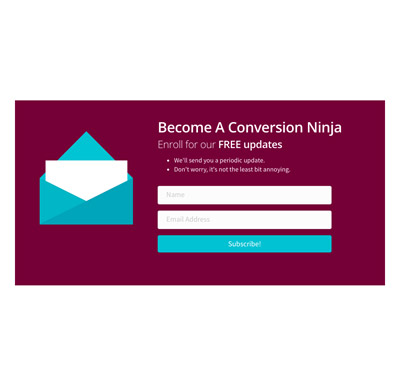 Become A Conversion Ninja
Enroll for our FREE updates
• We'll send you a periodic update.
• Don't worry, it's not the least bit annoying.
Name
Email Address
Subscribe!